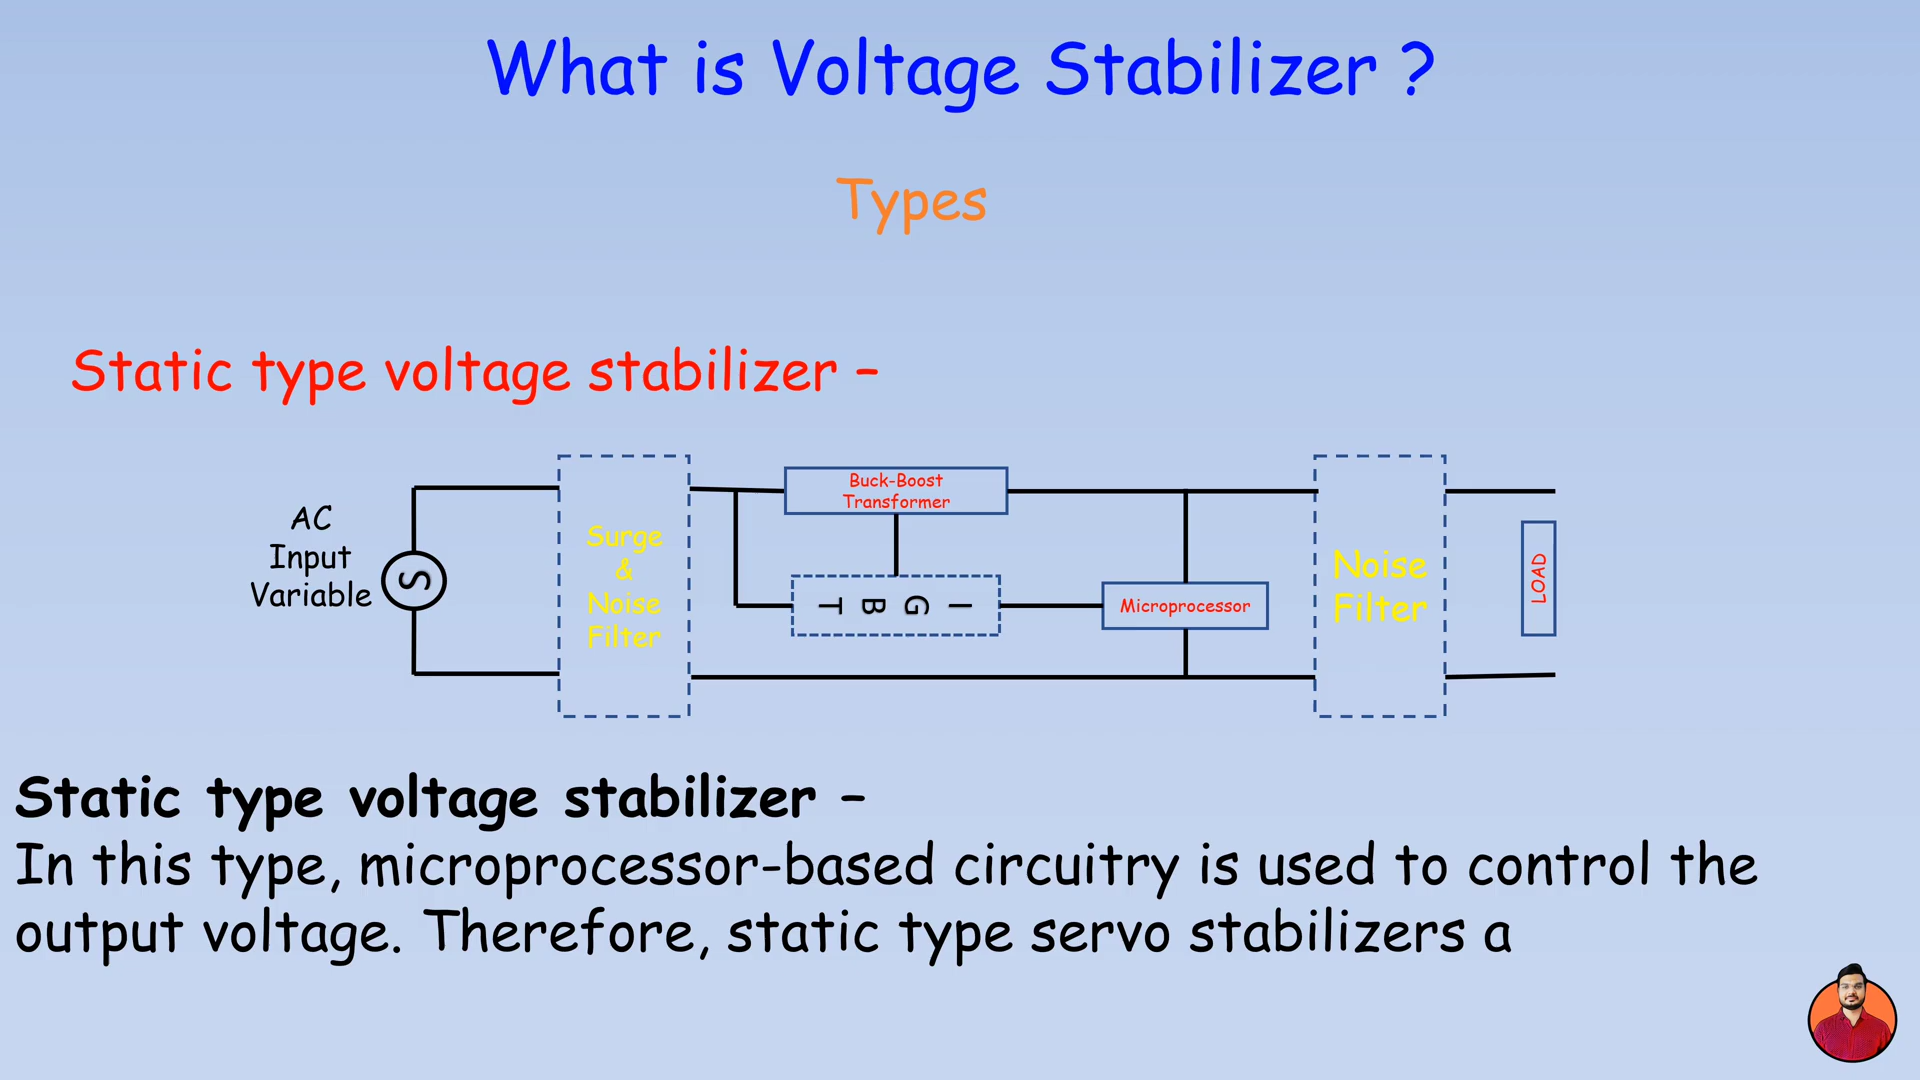 What is Voltage Stabilizer ?
Types
Static type voltage stabilizer –
AC
Input
Variable
S
Surge
&
Noise
Filter
Buck-Boost
Transformer
I G B T
Microprocessor
Noise
Filter
LOAD
Static type voltage stabilizer –
In this type, microprocessor-based circuitry is used to control the
output voltage. Therefore, static type servo stabilizers a